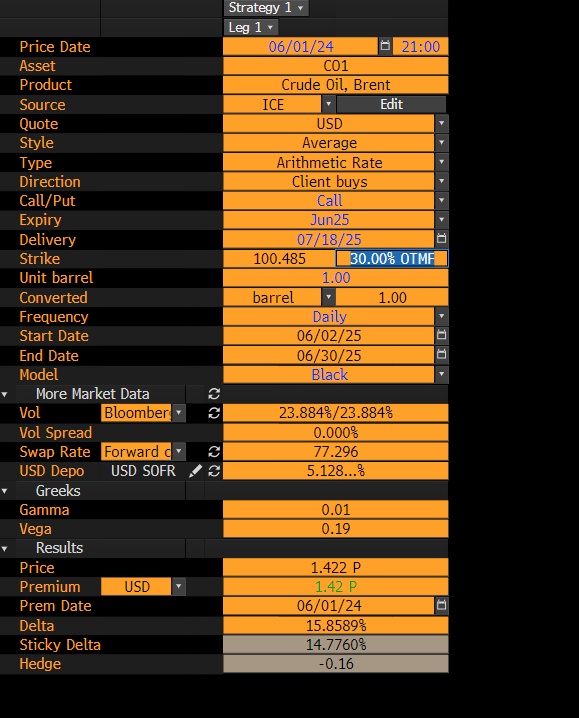 Strategy 1
Leg 1
Price Date 06/01/24 21:00
Asset CO1
Product Crude Oil, Brent
Source ICE Edit
Quote USD
Style Average
Type Arithmetic Rate
Direction Client buys
Call/Put Call
Expiry Jun25
Delivery 07/18/25
Strike 100.485 30.00% OTMF
Unit barrel 1.00
Converted barrel 1.00
Frequency Daily
Start Date 06/02/25
End Date 06/30/25
Model Black
More Market Data
Vol Bloomber 23.884%/23.884%
Vol Spread 0.000%
Swap Rate Forward c 77.296
USD Depo USD SOFR 5.128...%
Greeks
Gamma 0.01
Vega 0.19
Results
Price 1.422 P
Premium USD 1.42 P
Prem Date 06/01/24
Delta 15.8589%
Sticky Delta 14.7760%
Hedge -0.16